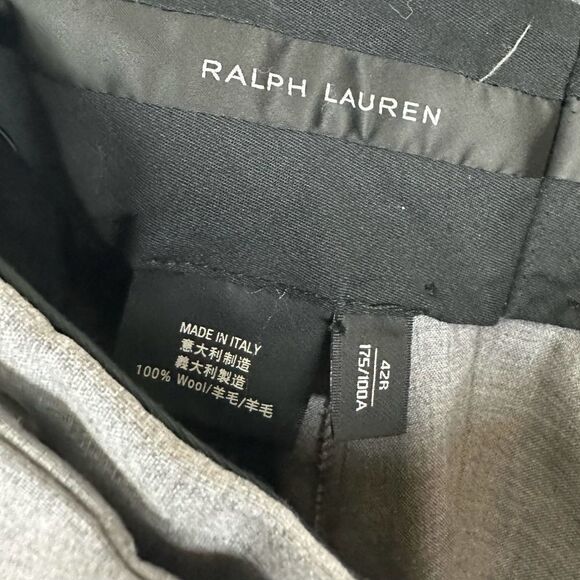 RALPH LAUREN
MADE IN ITALY
意大利制造
義大利製造
100% Wool/羊毛/羊毛
42R
175/100A